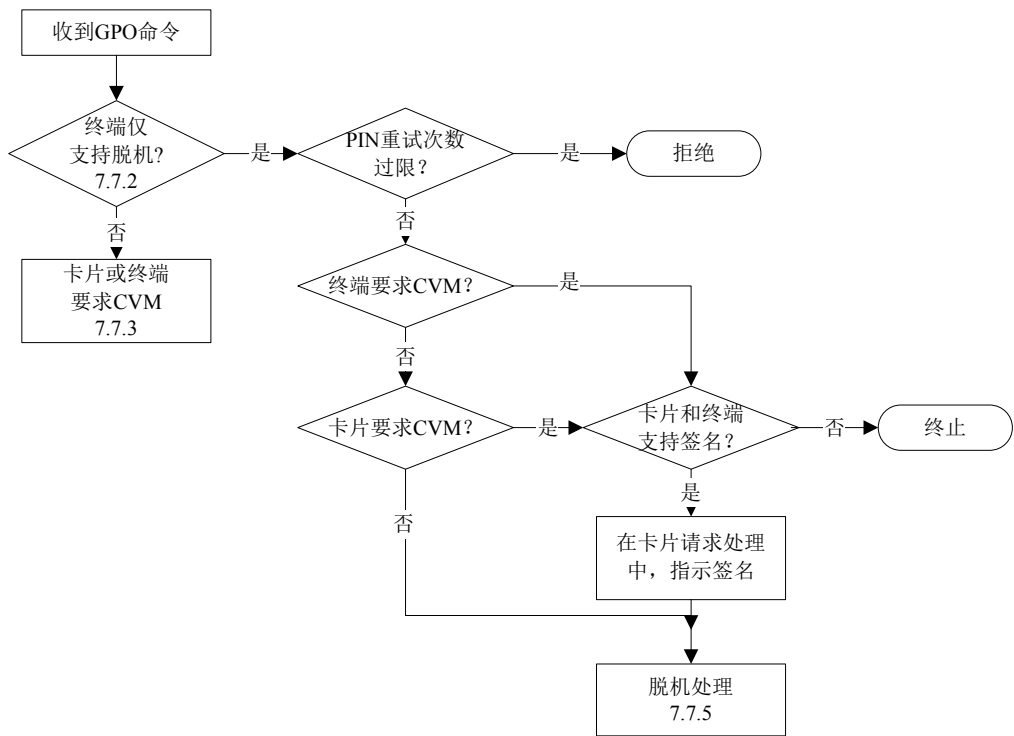 收到GPO命令
终端仅
支持脱机?
7.7.2
是
PIN重试次数
过限？
是
拒绝
否
否
卡片或终端
要求CVM
7.7.3
终端要求CVM？
是
否
卡片要求CVM？
是
卡片和终端
支持签名？
否
终止
是
否
在卡片请求处理
中，指示签名
脱机处理
7.7.5